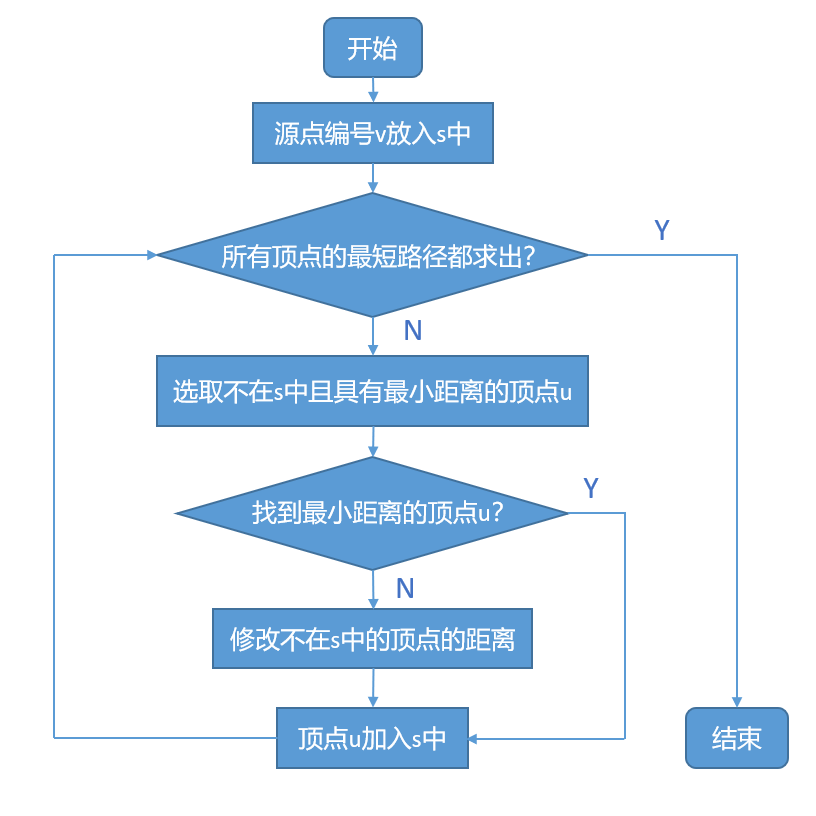 开始
源点编号v放入s中
所有顶点的最短路径都求出?
Y
N
选取不在s中且具有最小距离的顶点u
找到最小距离的顶点u?
Y
N
修改不在s中的顶点的距离
顶点u加入s中
结束